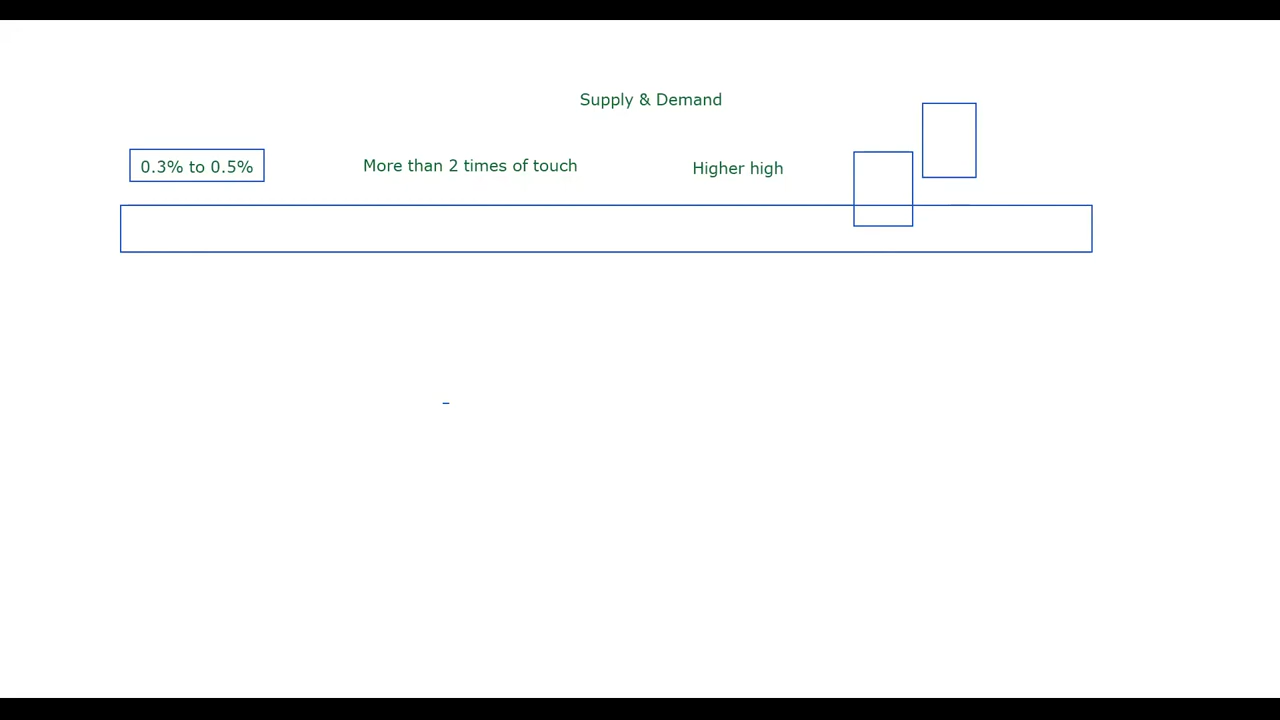 Supply & Demand
0.3% to 0.5%
More than 2 times of touch
Higher high